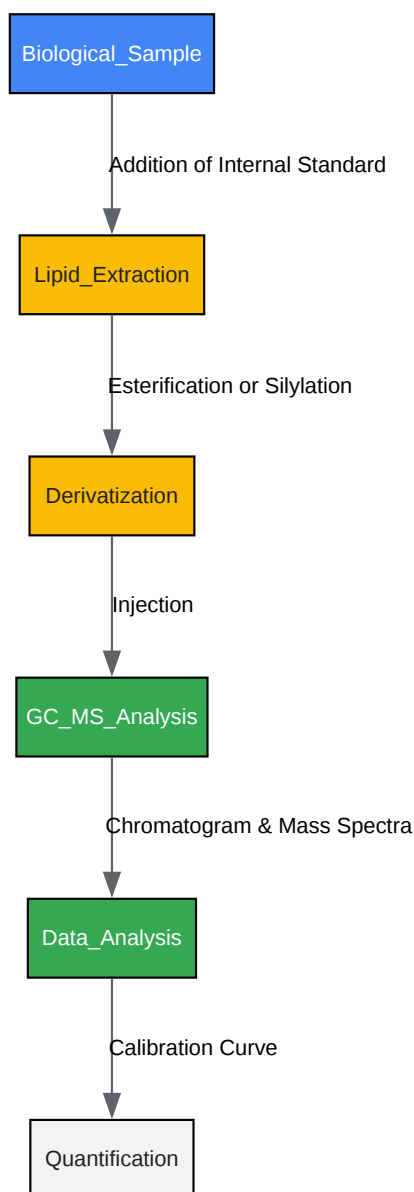 Biological_Sample
Addition of Internal Standard
Lipid_Extraction
Esterification or Silylation
Derivatization
Injection
GC_MS_Analysis
Chromatogram & Mass Spectra
Data_Analysis
Calibration Curve
Quantification